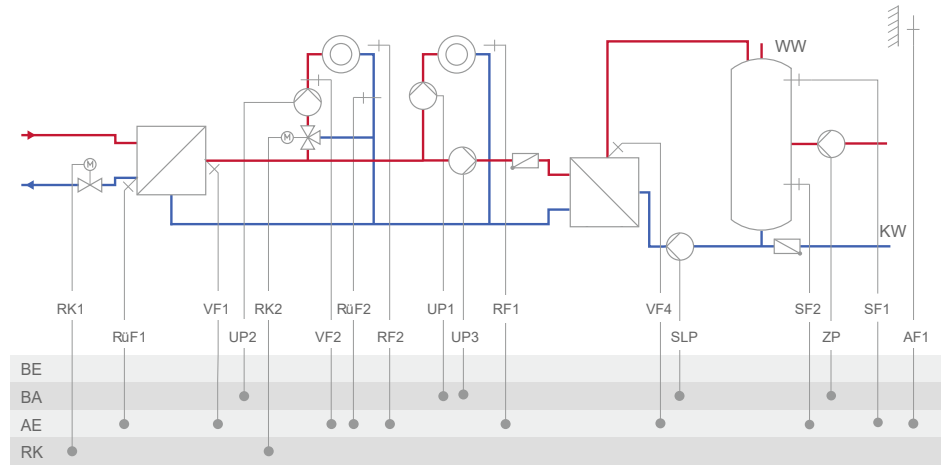 WW
M
M
KW
RK1 VF1 RK2 RüF2 UP1 RF1 VF4 SF2 SF1
RüF1 UP2 VF2 RF2 UP3 SLP ZP AF1
BE
BA
AE
RK